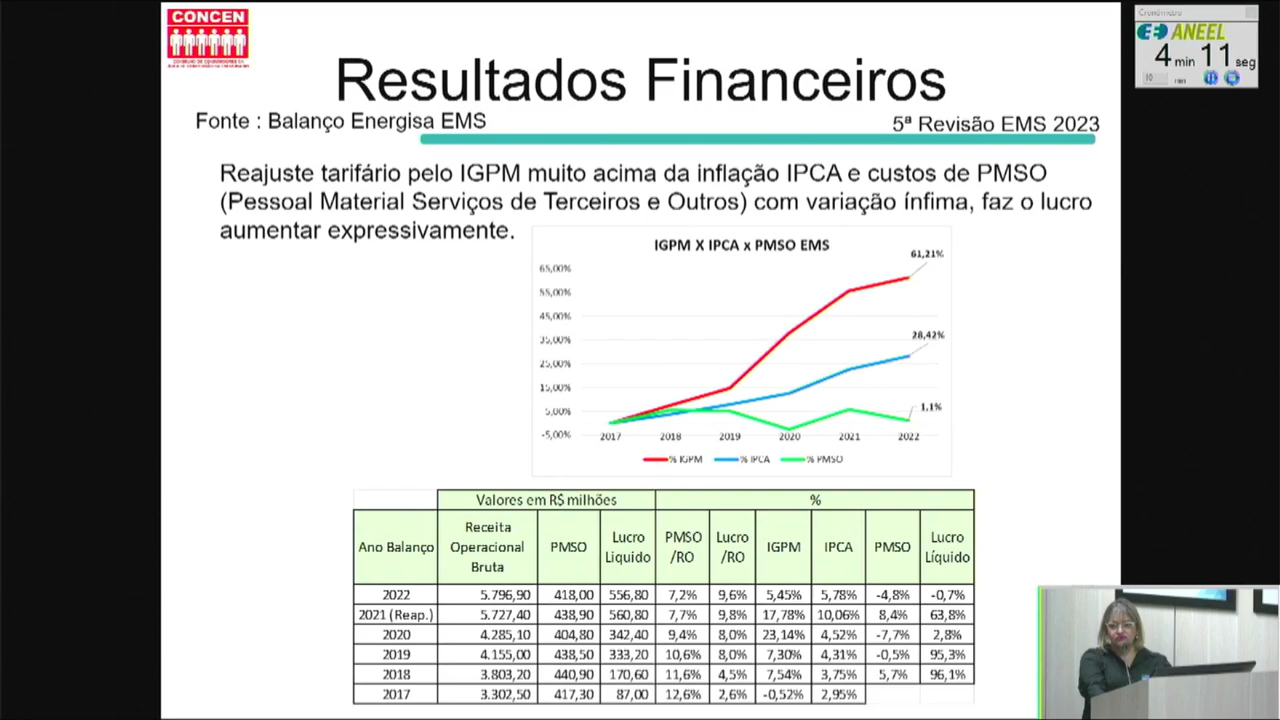 CONCEN
Cronômetro
ANEEL
4 min 11 seg
10 min
Resultados Financeiros
Fonte : Balanço Energisa EMS
5ª Revisão EMS 2023
Reajuste tarifário pelo IGPM muito acima da inflação IPCA e custos de PMSO
(Pessoal Material Serviços de Terceiros e Outros) com variação ínfima, faz o lucro
aumentar expressivamente.
IGPM X IPCA x PMSO EMS
61,21%
65,00%
55,00%
45,00%
35,00%
28,42%
25,00%
15,00%
5,00%
1,1%
-5,00%
2017 2018 2019 2020 2021 2022
% IGPM % IPCA % PMSO
Valores em R$ milhões %
Ano Balanço Receita Operacional Bruta PMSO Lucro Liquido PMSO /RO Lucro /RO IGPM IPCA PMSO Lucro Líquido
2022 5.796,90 418,00 556,80 7,2% 9,6% 5,45% 5,78% -4,8% -0,7%
2021 (Reap.) 5.727,40 438,90 560,80 7,7% 9,8% 17,78% 10,06% 8,4% 63,8%
2020 4.285,10 404,80 342,40 9,4% 8,0% 23,14% 4,52% -7,7% 2,8%
2019 4.155,00 438,50 333,20 10,6% 8,0% 7,30% 4,31% -0,5% 95,3%
2018 3.803,20 440,90 170,60 11,6% 4,5% 7,54% 3,75% 5,7% 96,1%
2017 3.302,50 417,30 87,00 12,6% 2,6% -0,52% 2,95%